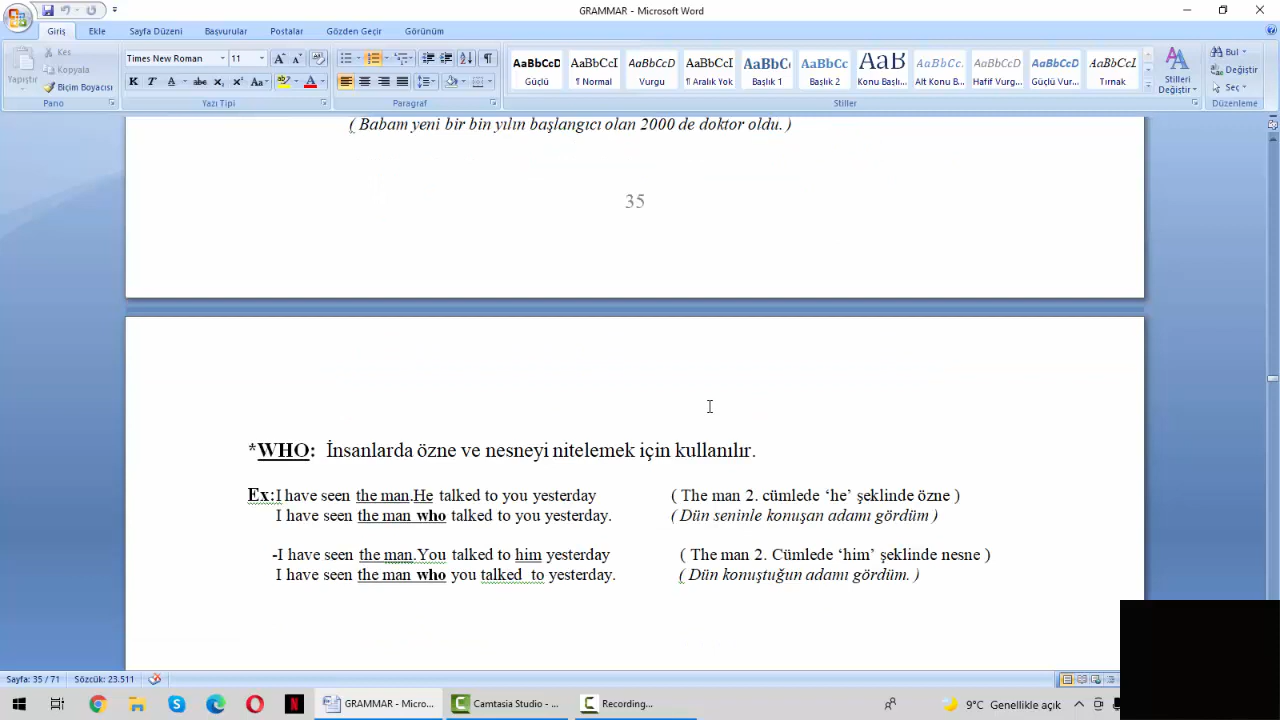 GRAMMAR - Microsoft Word
Giriş Ekle Sayfa Düzeni Başvurular Postalar Gözden Geçir Görünüm
Yapıştır
Kes
Kopyala
Biçim Boyacısı
Pano
Times New Roman 11
K T A abc x₂ x² Aa
Yazı Tipi
Paragraf
AaBbCcD AaBbCcI AaBbCcD AaBbCcI AaBbC AaBbCc AaB AaBbCc. AaBbCcD AaBbCcD AaBbCcI
Güçlü ¶ Normal Vurgu ¶ Aralık Yok Başlık 1 Başlık 2 Konu Başlı... Alt Konu B... Hafif Vurg... Güçlü Vur... Tırnak
Stilleri
Değiştir
Stiller
Bul
Değiştir
Seç
Düzenleme
( Babam yeni bir bin yılın başlangıcı olan 2000 de doktor oldu. )
35
*WHO: İnsanlarda özne ve nesneyi nitelemek için kullanılır.
Ex:I have seen the man.He talked to you yesterday ( The man 2. cümlede ‘he’ şeklinde özne )
I have seen the man who talked to you yesterday. ( Dün seninle konuşan adamı gördüm )
-I have seen the man.You talked to him yesterday ( The man 2. Cümlede ‘him’ şeklinde nesne )
I have seen the man who you talked to yesterday. ( Dün konuştuğun adamı gördüm. )
Sayfa: 35 / 71 Sözcük: 23.511
GRAMMAR - Micro... Camtasia Studio - ... Recording... 9°C Genellikle açık